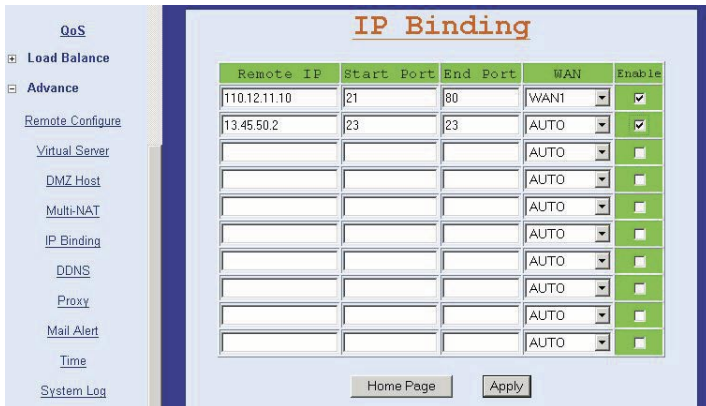 QoS
Load Balance
Advance
Remote Configure
Virtual Server
DMZ Host
Multi-NAT
IP Binding
DDNS
Proxy
Mail Alert
Time
System Log
IP Binding
Remote IP Start Port End Port WAN Enable
110.12.11.10 21 80 WAN1
13.45.50.2 23 23 AUTO
AUTO
AUTO
AUTO
AUTO
AUTO
AUTO
AUTO
AUTO
Home Page Apply